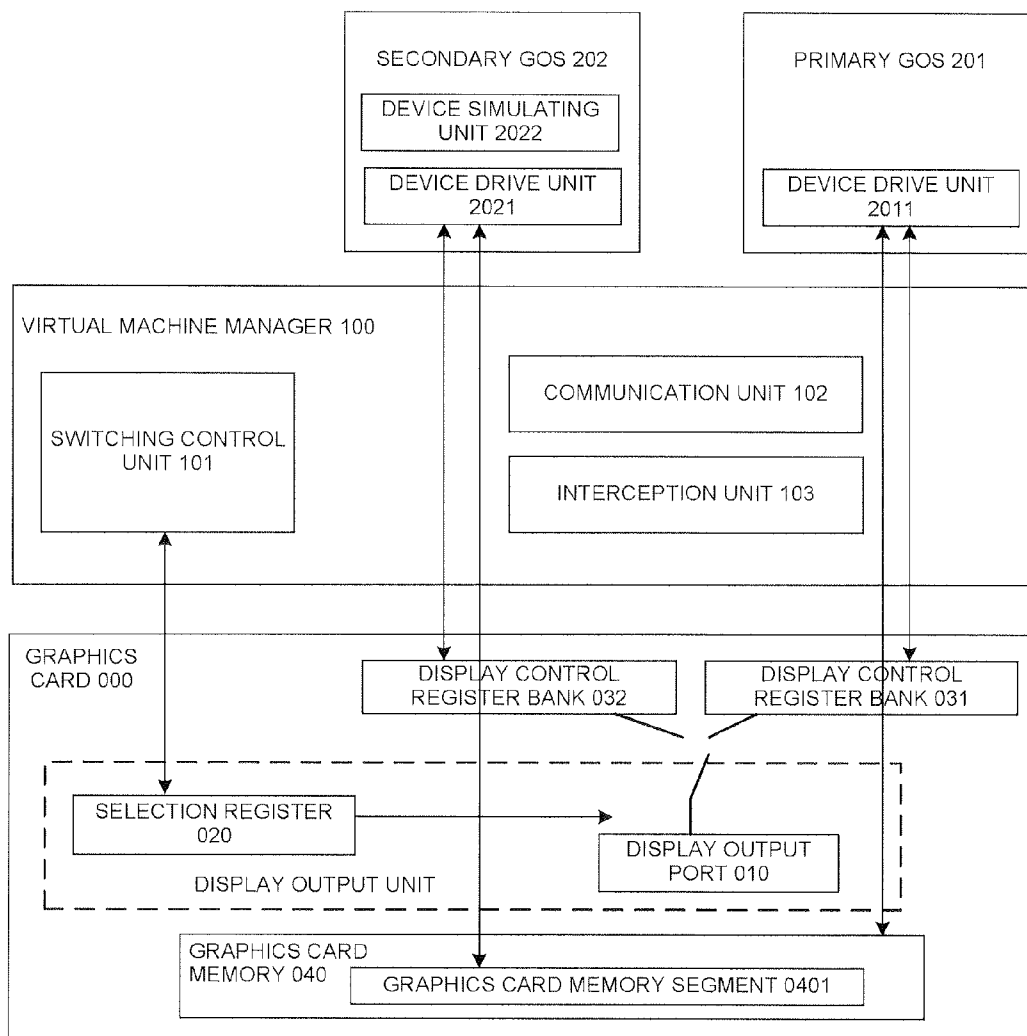 SECONDARY GOS 202
DEVICE SIMULATING
UNIT 2022
DEVICE DRIVE UNIT
2021
PRIMARY GOS 201
DEVICE DRIVE UNIT
2011
VIRTUAL MACHINE MANAGER 100
SWITCHING CONTROL
UNIT 101
COMMUNICATION UNIT 102
INTERCEPTION UNIT 103
GRAPHICS
CARD 000
DISPLAY CONTROL
REGISTER BANK 032
DISPLAY CONTROL
REGISTER BANK 031
SELECTION REGISTER
020
DISPLAY OUTPUT
PORT 010
DISPLAY OUTPUT UNIT
GRAPHICS CARD
MEMORY 040
GRAPHICS CARD MEMORY SEGMENT 0401